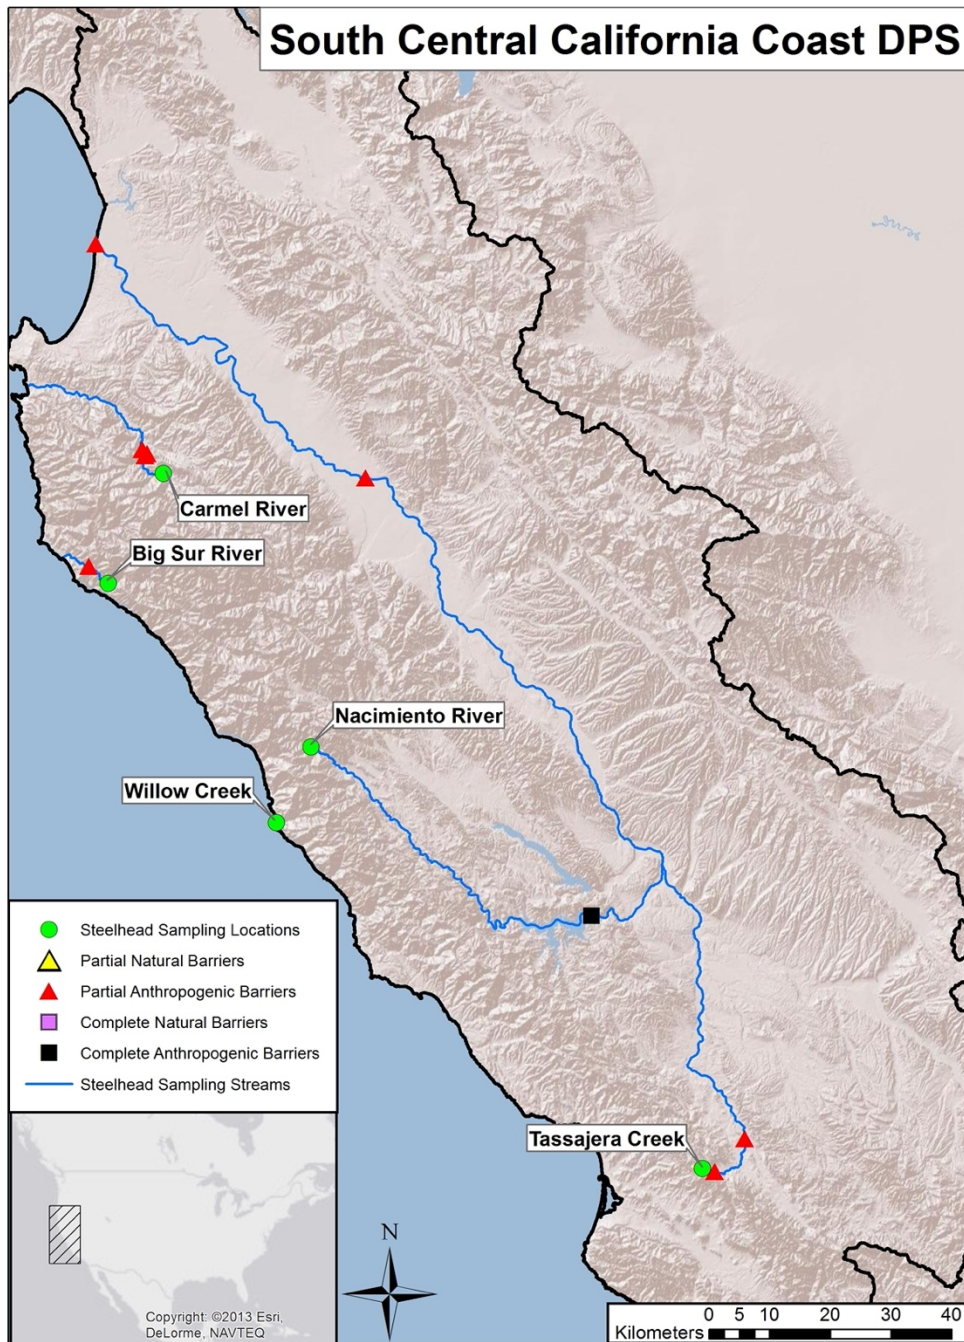 South Central California Coast DPS
Carmel River
Big Sur River
Nacimiento River
Willow Creek
Steelhead Sampling Locations
Partial Natural Barriers
Partial Anthropogenic Barriers
Complete Natural Barriers
Complete Anthropogenic Barriers
Steelhead Sampling Streams
Tassajera Creek
N
Copyright: ©2013 Esri,
DeLorme, NAVTEQ
0 5 10 20 30 40
Kilometers